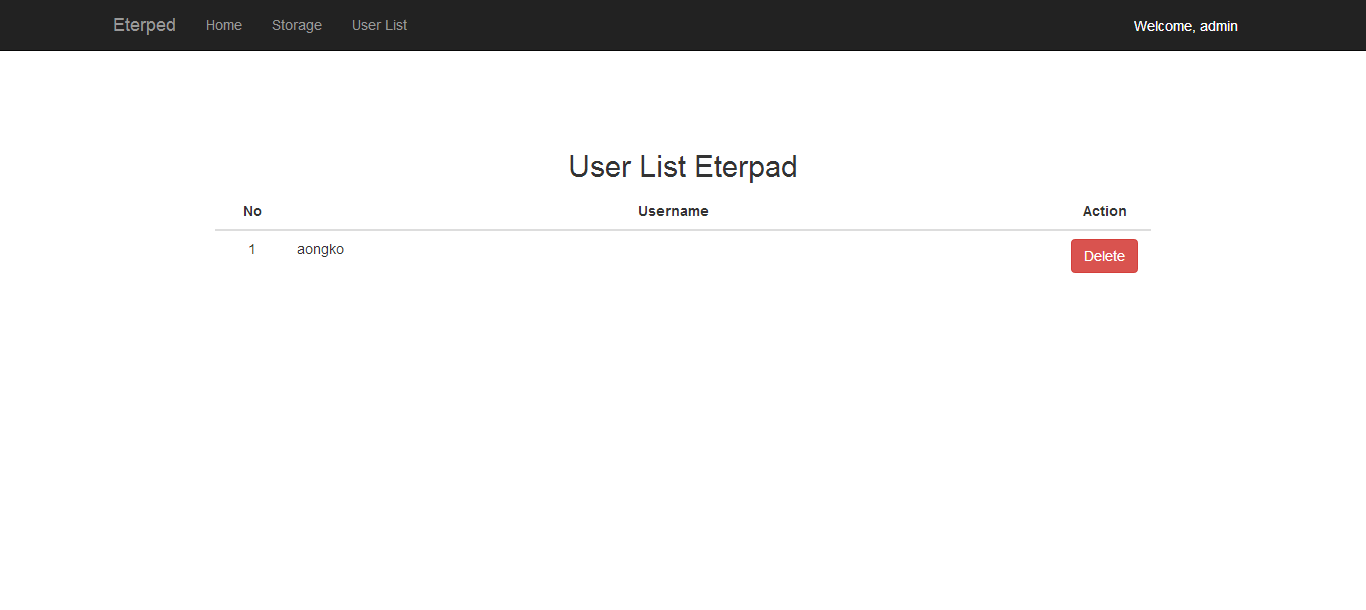 Eterped Home Storage User List Welcome, admin
User List Eterpad
No Username Action
1 aongko Delete